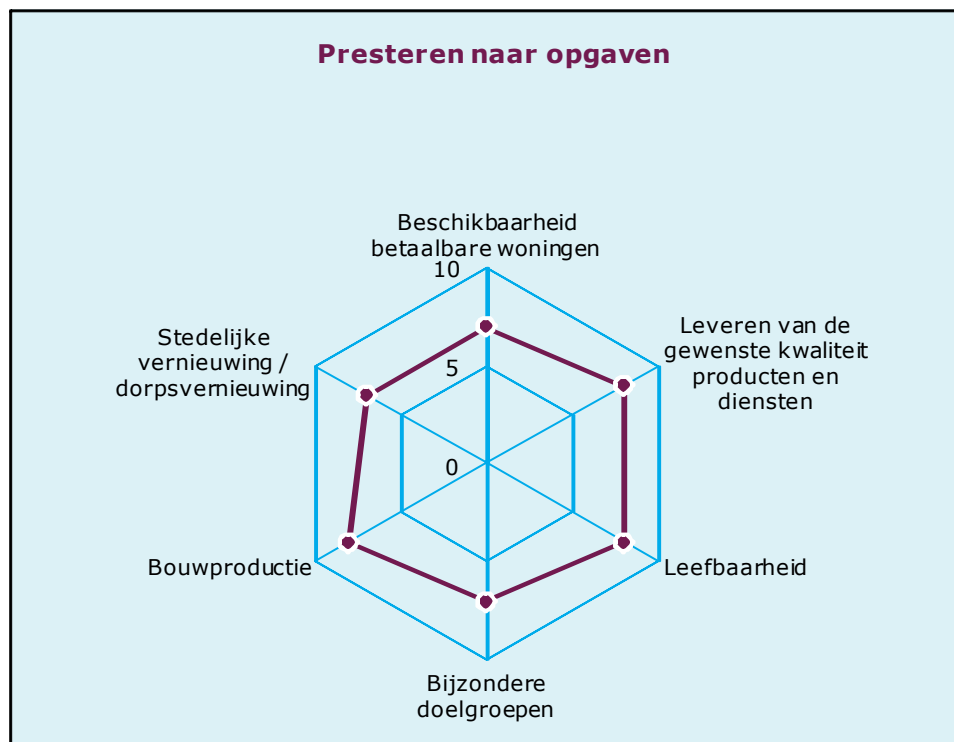 Presteren naar opgaven
Beschikbaarheid
betaalbare woningen
10
Leveren van de
gewenste kwaliteit
producten en
diensten
Stedelijke
vernieuwing /
dorpsvernieuwing
5
0
Bouwproductie
Leefbaarheid
Bijzondere
doelgroepen